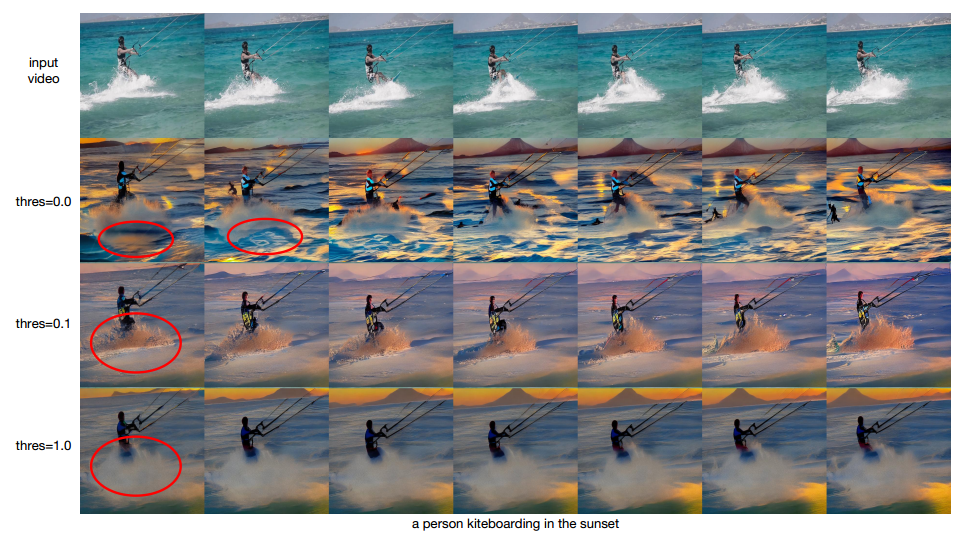 input
video
thres=0.0
thres=0.1
thres=1.0
a person kiteboarding in the sunset